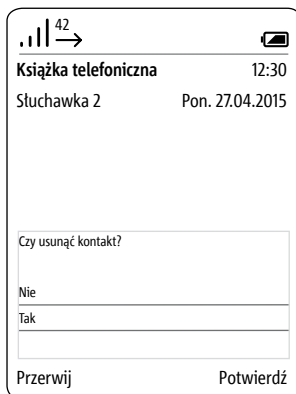 42
Książka telefoniczna 12:30
Słuchawka 2 Pon. 27.04.2015
Czy usunąć kontakt?
Nie
Tak
Przerwij Potwierdź